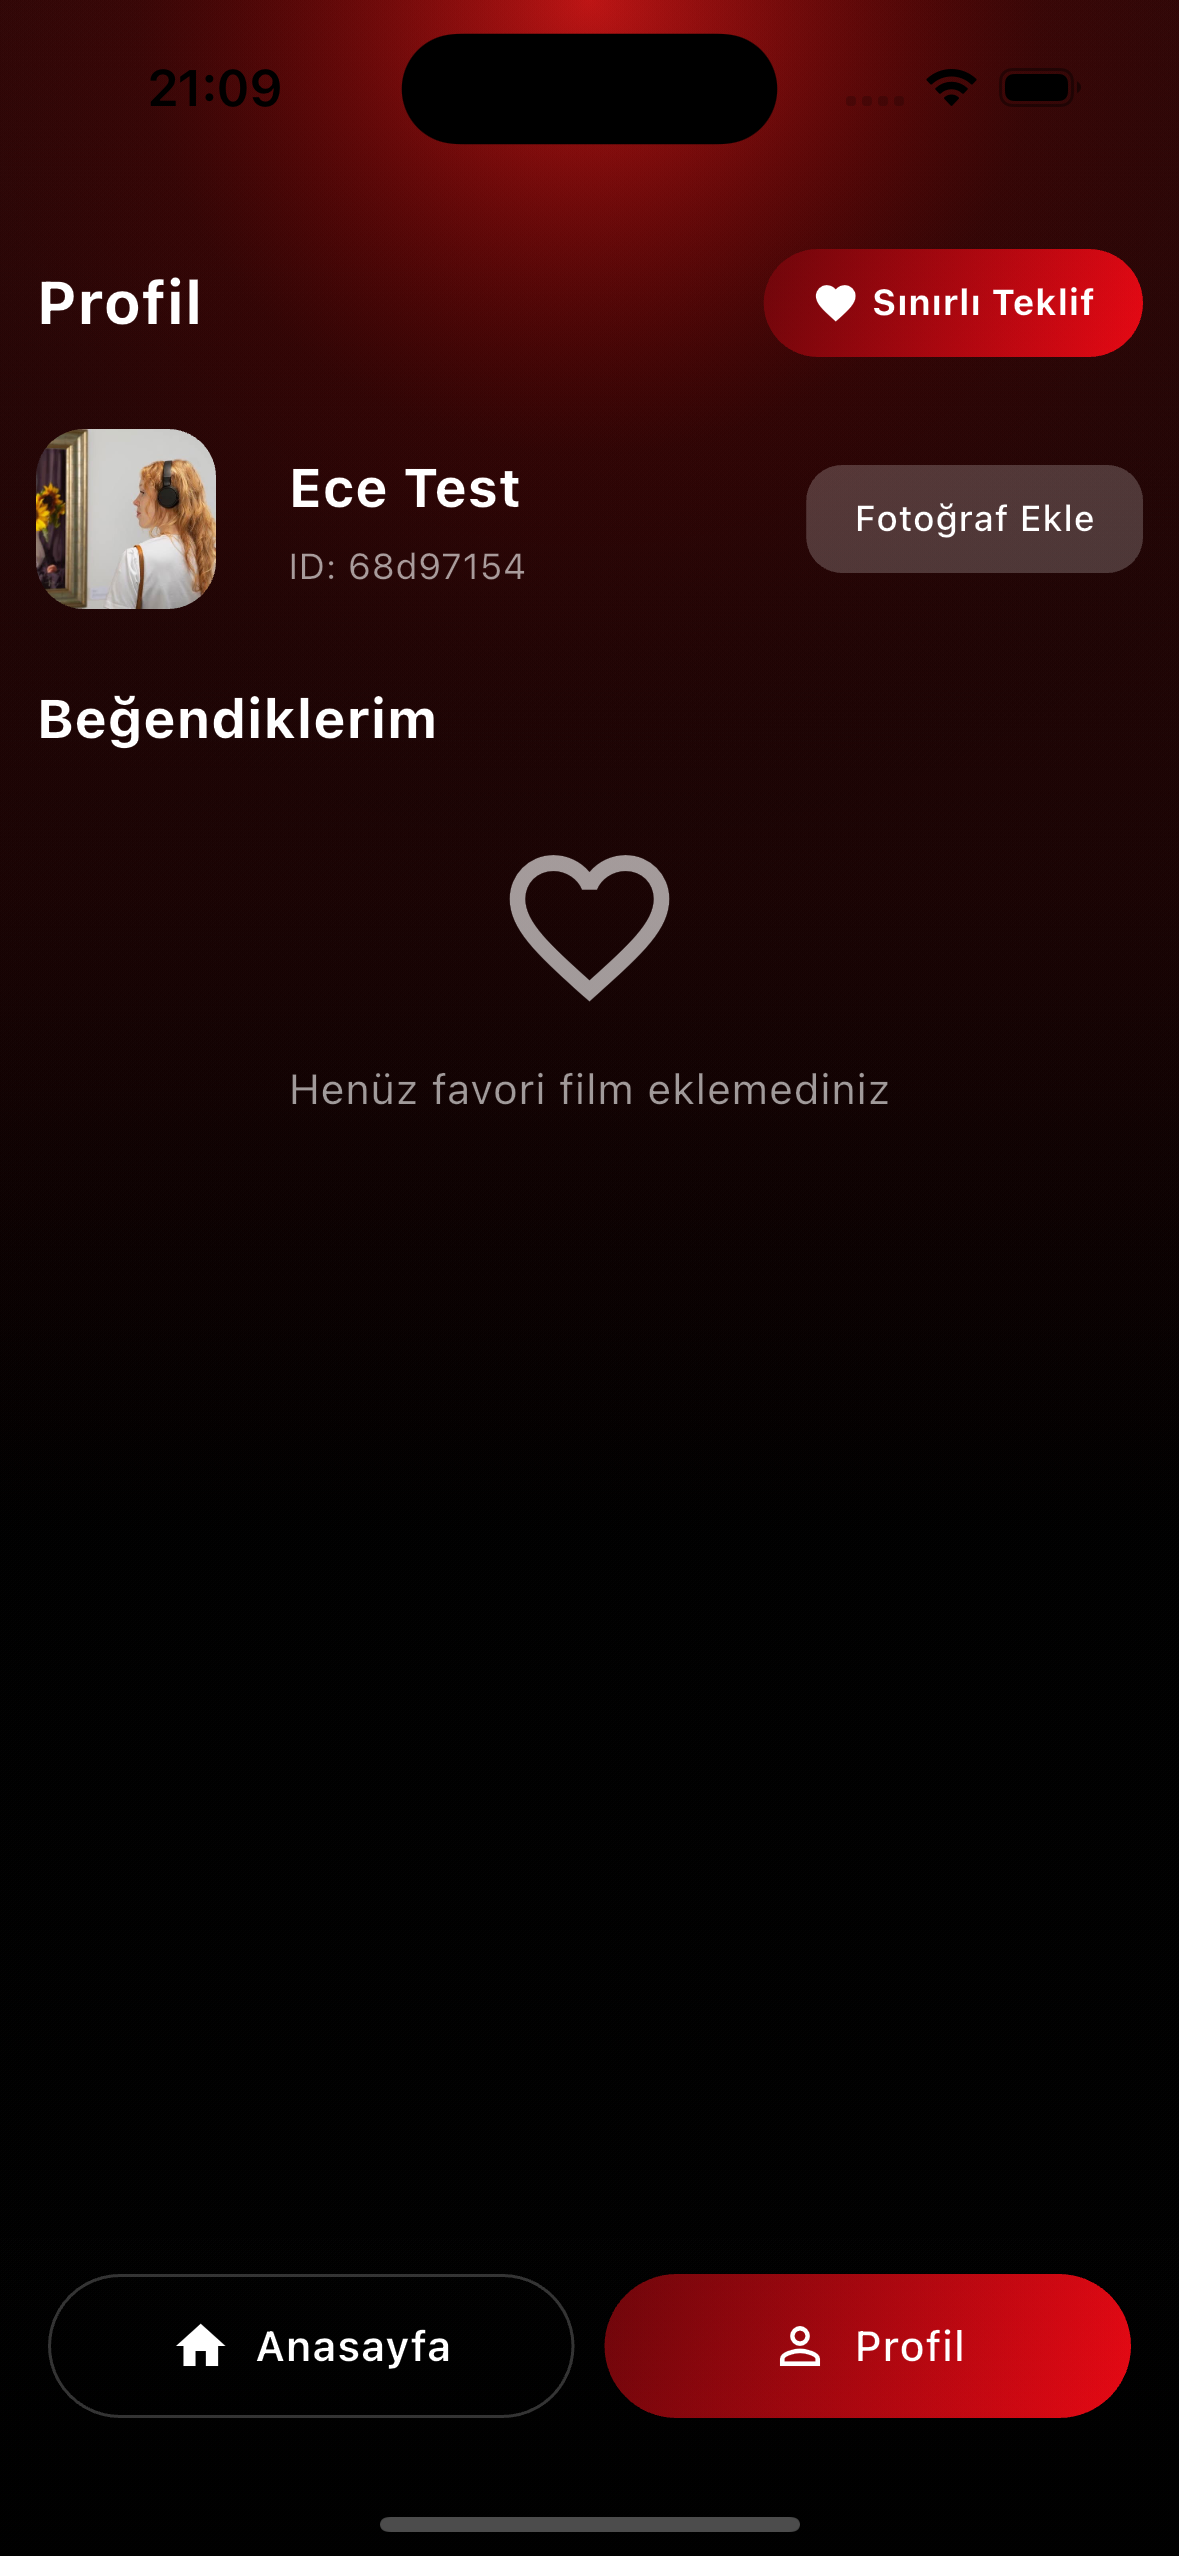 21:09
Profil
Sınırlı Teklif
Ece Test
ID: 68d97154
Fotoğraf Ekle
Beğendiklerim
Henüz favori film eklemediniz
Anasayfa
Profil